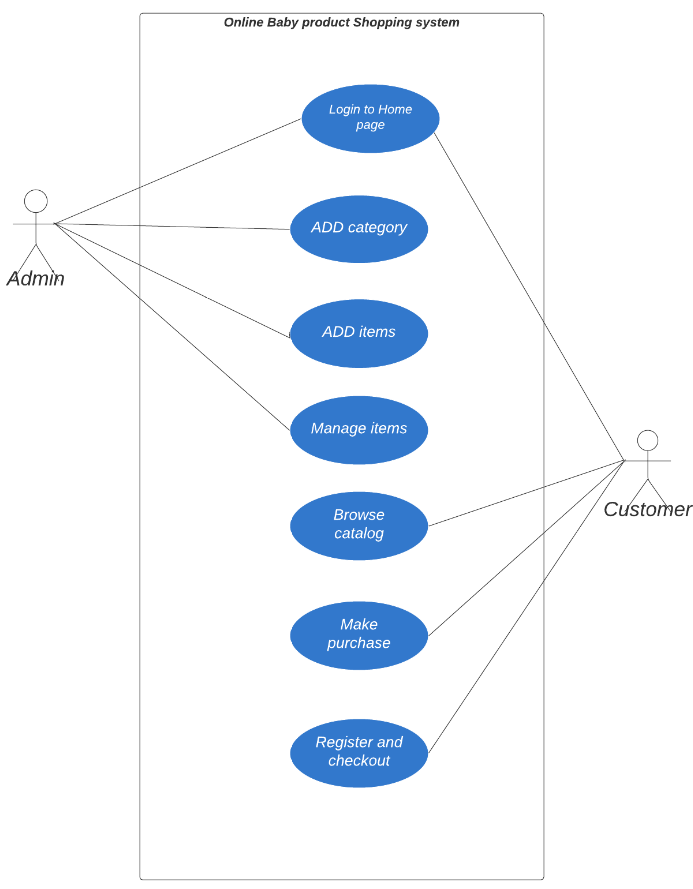 Online Baby product Shopping system
Login to Home
page
ADD category
Admin
ADD items
Manage items
Browse
catalog
Customer
Make
purchase
Register and
checkout